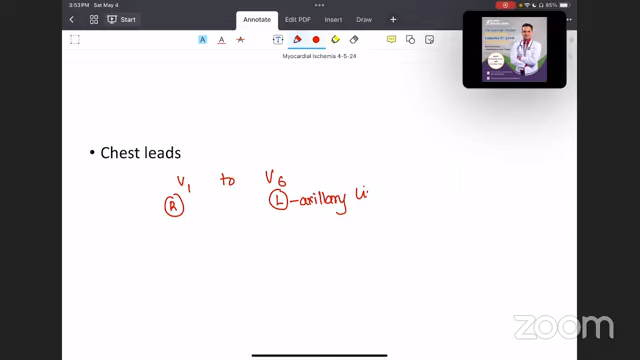 3:53 PM Sat May 4
85%
Start
Annotate
Edit PDF
Insert
Draw
Myocardial Ischemia 4-5-24
• Chest leads
V1 to V6
R L - axillary li
zoom